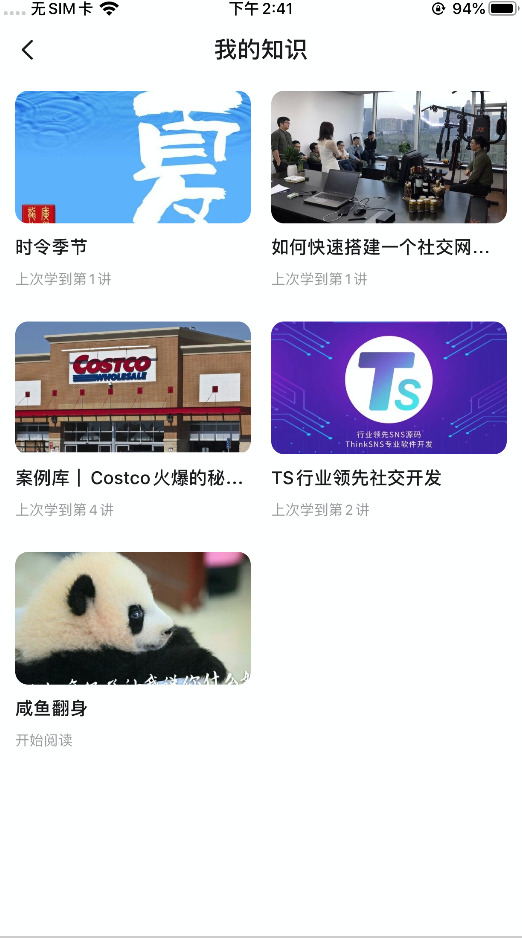 无SIM卡
下午2:41
94%
我的知识
夏
时令季节
上次学到第1讲
如何快速搭建一个社交网...
上次学到第1讲
COSTCO
WHOLESALE
案例库丨Costco火爆的秘...
上次学到第4讲
TS
行业领先SNS源码
ThinkSNS专业软件开发
TS行业领先社交开发
上次学到第2讲
咸鱼翻身
开始阅读